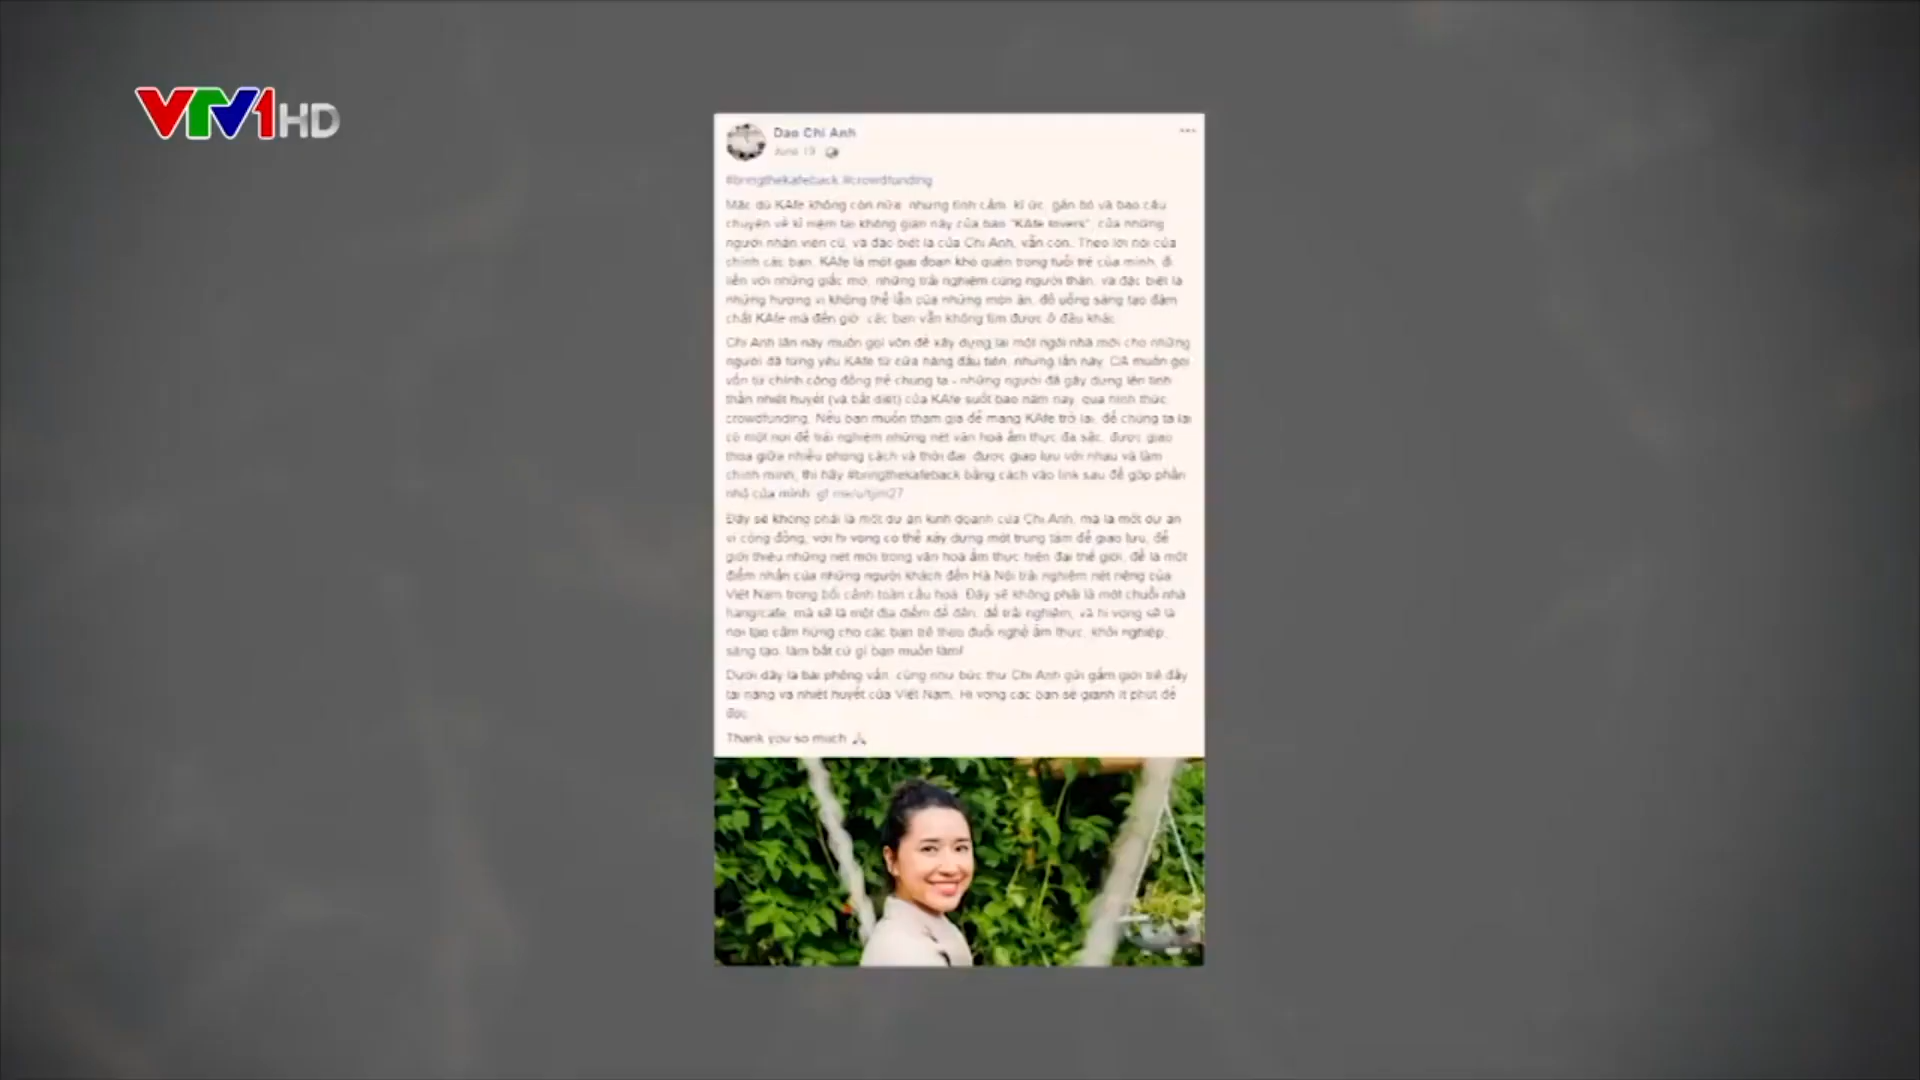 VTV1 HD
Dao Chi Anh
June 19
#bringthekafeback #crowdfunding
Mặc dù KAfe không còn nữa, nhưng tình cảm, kí ức, gắn bó và bao câu
chuyện về kỉ niệm tại không gian này của bao "KAfe lovers", của những
người nhân viên cũ, và đặc biệt là của Chi Anh, vẫn còn. Theo lời nói của
chính các bạn, KAfe là một giai đoạn khó quên trong tuổi trẻ của mình, đi
liền với những giấc mơ, những trải nghiệm cùng người thân, và đặc biệt là
những hương vị không thể lẫn của những món ăn, đồ uống sáng tạo đậm
chất KAfe mà đến giờ các bạn vẫn không tìm được ở đâu khác.
Chi Anh lần này muốn gọi vốn để xây dựng lại một ngôi nhà mới cho những
người đã từng yêu KAfe từ cửa hàng đầu tiên, nhưng lần này, CA muốn gọi
vốn từ chính cộng đồng trẻ chúng ta - những người đã gây dựng lên tinh
thần nhiệt huyết (và bất diệt) của KAfe suốt bao năm nay, qua hình thức
crowdfunding. Nếu bạn muốn tham gia để mang KAfe trở lại, để chúng ta lại
có một nơi để trải nghiệm những nét văn hoá ẩm thực đa sắc, được giao
thoa giữa nhiều phong cách và thời đại, được giao lưu với nhau và làm
chính mình, thì hãy #bringthekafeback bằng cách vào link sau để góp phần
nhỏ của mình: gf.me/u/tjm27
Đây sẽ không phải là một dự án kinh doanh của Chi Anh, mà là một dự án
vì cộng đồng, với hi vọng có thể xây dựng một trung tâm để giao lưu, để
giới thiệu những nét mới trong văn hoá ẩm thực hiện đại thế giới, để là một
điểm nhấn của những người khách đến Hà Nội trải nghiệm nét riêng của
Việt Nam trong bối cảnh toàn cầu hoá. Đây sẽ không phải là một chuỗi nhà
hàng/cafe, mà sẽ là một địa điểm để đến, để trải nghiệm, và hi vọng sẽ là
nơi tạo cảm hứng cho các bạn trẻ theo đuổi nghề ẩm thực, khởi nghiệp,
sáng tạo, làm bất cứ gì bạn muốn làm!
Dưới đây là bài phỏng vấn, cũng như bức thư Chi Anh gửi gắm giới trẻ đầy
tài năng và nhiệt huyết của Việt Nam. Hi vọng các bạn sẽ giành ít phút để
đọc.
Thank you so much